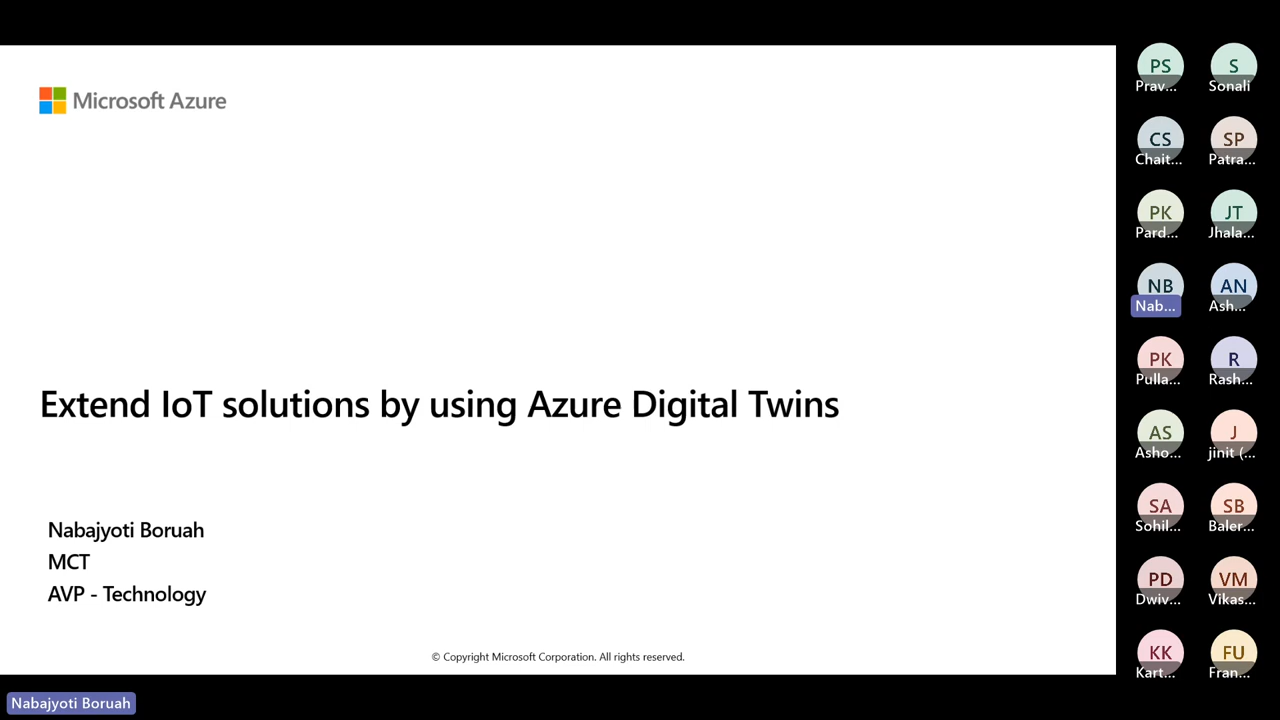 Microsoft Azure
Extend IoT solutions by using Azure Digital Twins
Nabajyoti Boruah
MCT
AVP - Technology
© Copyright Microsoft Corporation. All rights reserved.
Nabajyoti Boruah
PS S
Prav... Sonali
CS SP
Chait... Patra...
PK JT
Pard... Jhala...
NB AN
Nab... Ash...
PK R
Pulla... Rash...
AS J
Asho... jinit (...
SA SB
Sohil... Baler...
PD VM
Dwiv... Vikas...
KK FU
Kart... Fran...